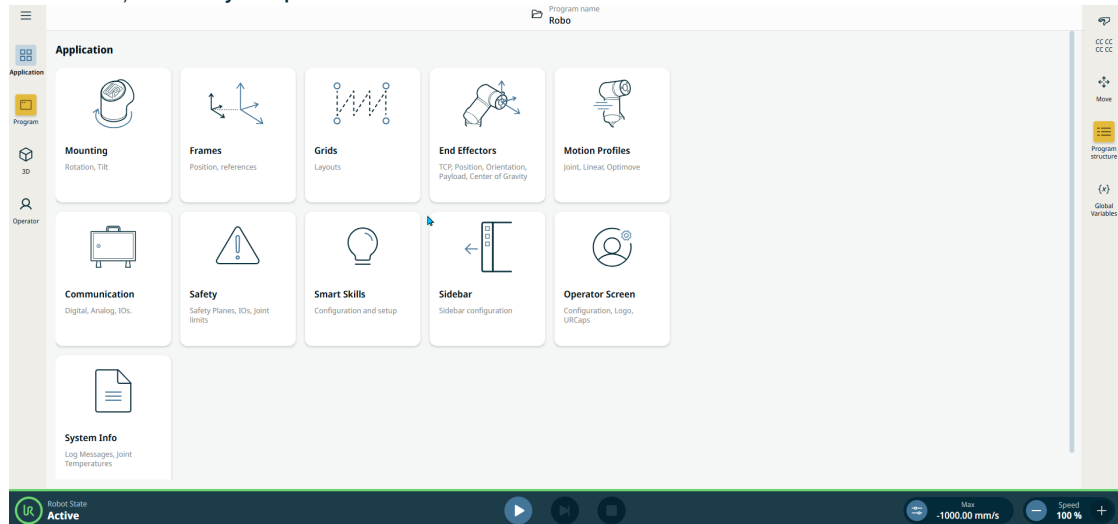 Program name
Robo
Application
Program
3D
Operator
Application
Mounting
Rotation, Tilt
Frames
Position, references
Grids
Layouts
End Effectors
TCP, Position, Orientation,
Payload, Center of Gravity
Motion Profiles
Joint, Linear, Optimove
Communication
Digital, Analog, IOs.
Safety
Safety Planes, IOs, Joint
limits
Smart Skills
Configuration and setup
Sidebar
Sidebar configuration
Operator Screen
Configuration, Logo,
URCaps
System Info
Log Messages, Joint
Temperatures
CC CC
CC CC
Move
Program
structure
{x}
Global
Variables
UR
Robot State
Active
Max
-1000.00 mm/s
Speed
100 %